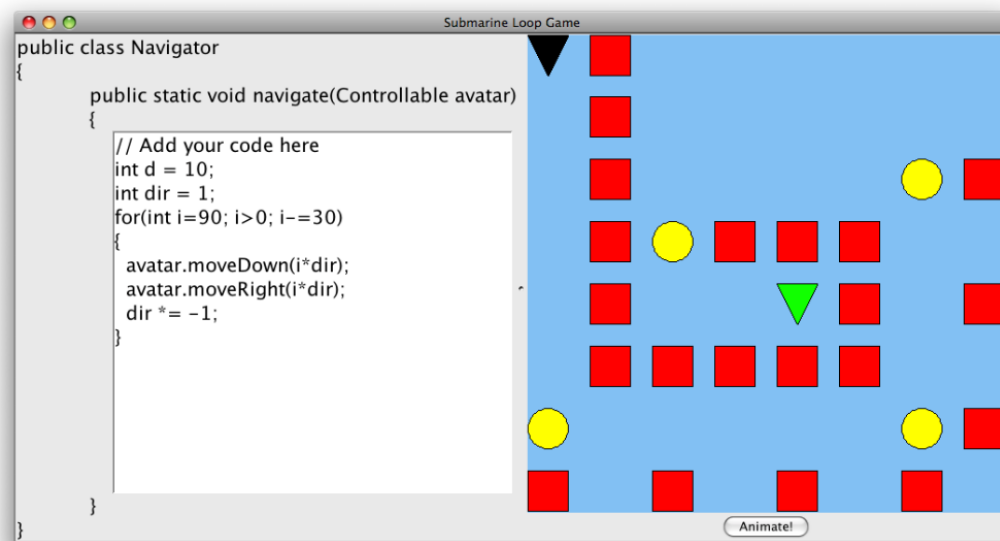 Submarine Loop Game
public class Navigator
{
public static void navigate(Controllable avatar)
{
// Add your code here
int d = 10;
int dir = 1;
for(int i=90; i>0; i-=30)
{
avatar.moveDown(i*dir);
avatar.moveRight(i*dir);
dir *= -1;
}
}
}
Animate!